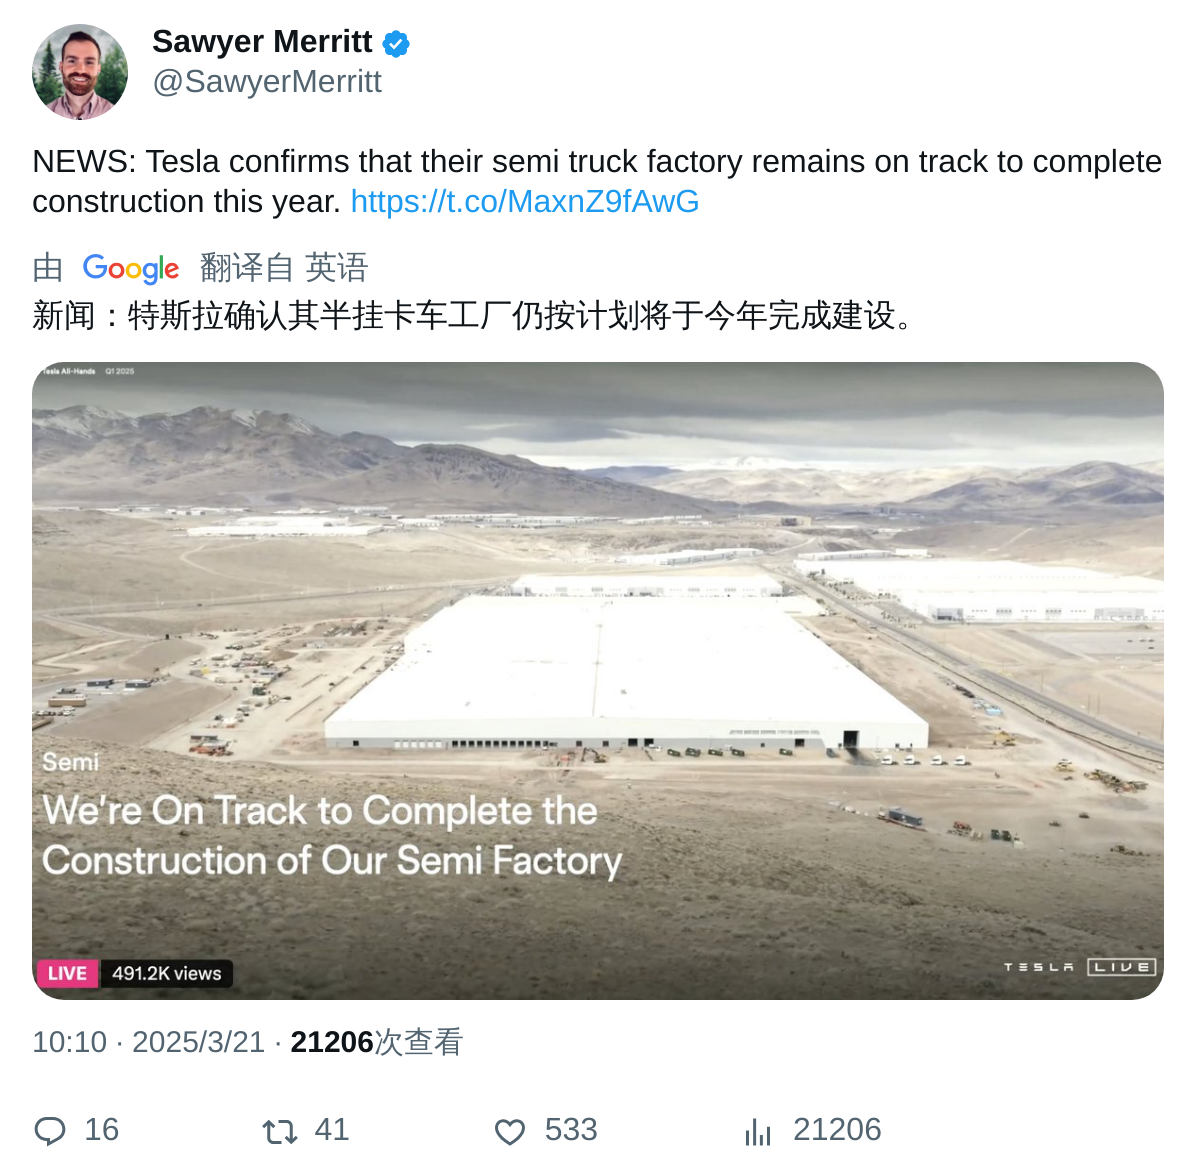 Sawyer Merritt
@SawyerMerritt
NEWS: Tesla confirms that their semi truck factory remains on track to complete
construction this year. https://t.co/MaxnZ9fAwG
由 Google 翻译自 英语
新闻：特斯拉确认其半挂卡车工厂仍按计划将于今年完成建设。
Tesla All-Hands Q1 2025
Semi
We're On Track to Complete the
Construction of Our Semi Factory
LIVE 491.2K views
TESLA LIVE
10:10 · 2025/3/21 · 21206次查看
16 41 533 21206